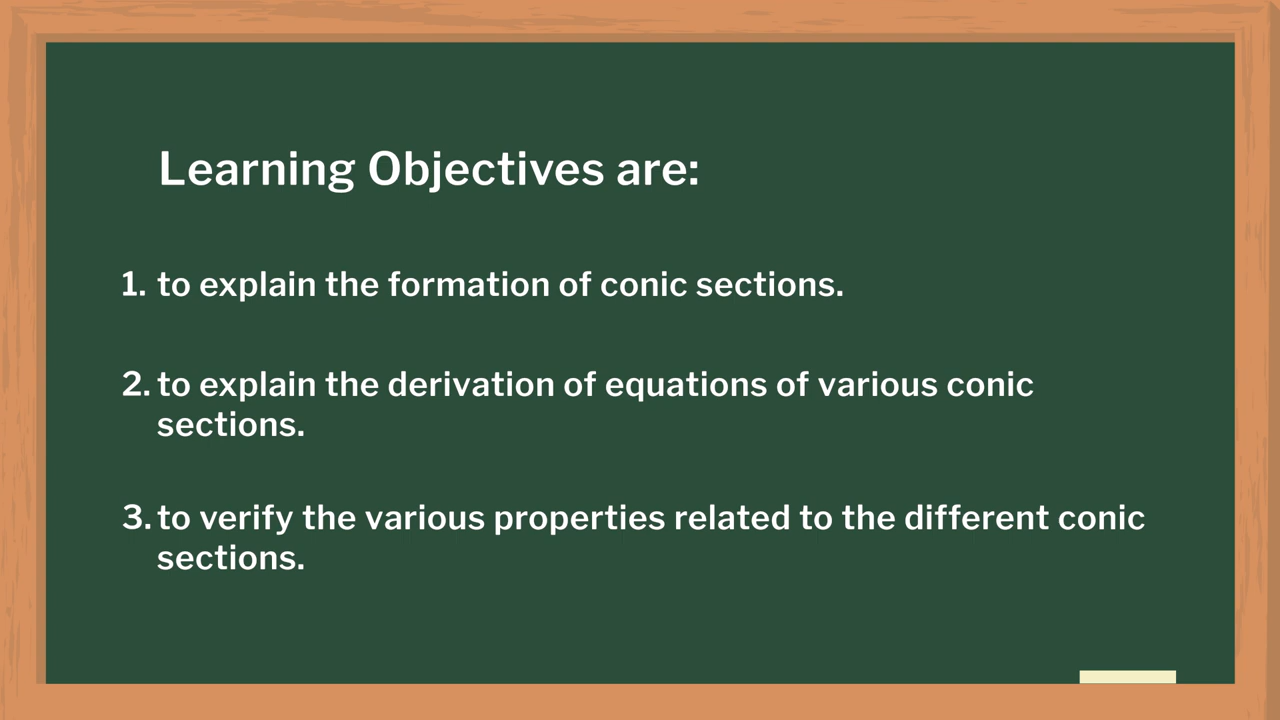 Learning Objectives are:
1. to explain the formation of conic sections.
2. to explain the derivation of equations of various conic
sections.
3. to verify the various properties related to the different conic
sections.